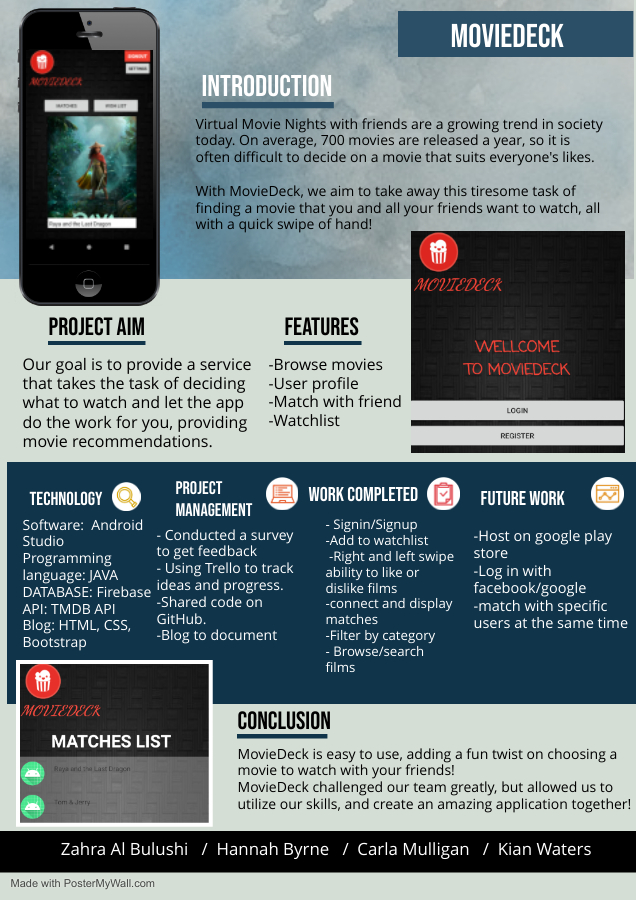 MOVIEDECK
SIGNOUT
SETTINGS
MOVIEDECK
MATCHES
WISH LIST
Raya and the Last Dragon
INTRODUCTION
Virtual Movie Nights with friends are a growing trend in society
today. On average, 700 movies are released a year, so it is
often difficult to decide on a movie that suits everyone's likes.
With MovieDeck, we aim to take away this tiresome task of
finding a movie that you and all your friends want to watch, all
with a quick swipe of hand!
MOVIEDECK
WELLCOME
TO MOVIEDECK
LOGIN
REGISTER
PROJECT AIM
Our goal is to provide a service
that takes the task of deciding
what to watch and let the app
do the work for you, providing
movie recommendations.
FEATURES
-Browse movies
-User profile
-Match with friend
-Watchlist
TECHNOLOGY
Software: Android
Studio
Programming
language: JAVA
DATABASE: Firebase
API: TMDB API
Blog: HTML, CSS,
Bootstrap
PROJECT
MANAGEMENT
- Conducted a survey
to get feedback
- Using Trello to track
ideas and progress.
-Shared code on
GitHub.
-Blog to document
WORK COMPLETED
- Signin/Signup
-Add to watchlist
-Right and left swipe
ability to like or
dislike films
-connect and display
matches
-Filter by category
- Browse/search
films
FUTURE WORK
-Host on google play
store
-Log in with
facebook/google
-match with specific
users at the same time
MOVIEDECK
MATCHES LIST
Raya and the Last Dragon
Tom & Jerry
CONCLUSION
MovieDeck is easy to use, adding a fun twist on choosing a
movie to watch with your friends!
MovieDeck challenged our team greatly, but allowed us to
utilize our skills, and create an amazing application together!
Zahra Al Bulushi / Hannah Byrne / Carla Mulligan / Kian Waters
Made with PosterMyWall.com